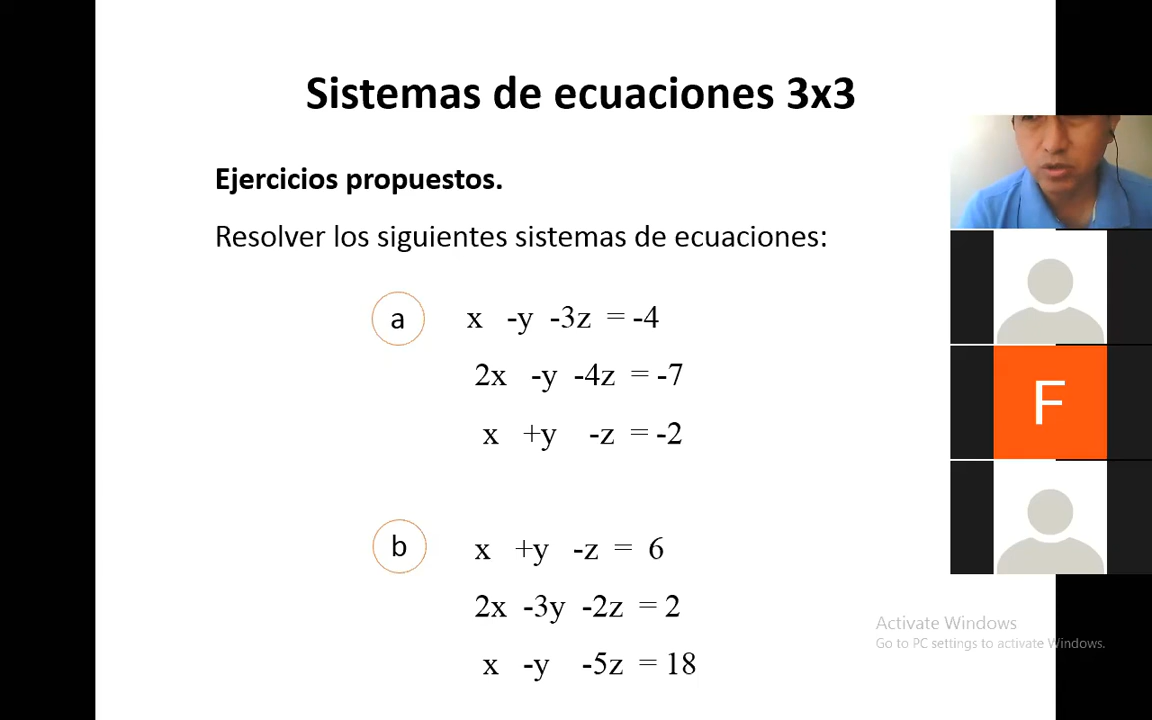 Sistemas de ecuaciones 3x3
Ejercicios propuestos.
Resolver los siguientes sistemas de ecuaciones:
a
x -y -3z = -4
2x -y -4z = -7
x +y -z = -2
b
x +y -z = 6
2x -3y -2z = 2
x -y -5z = 18
F
Activate Windows
Go to PC settings to activate Windows.